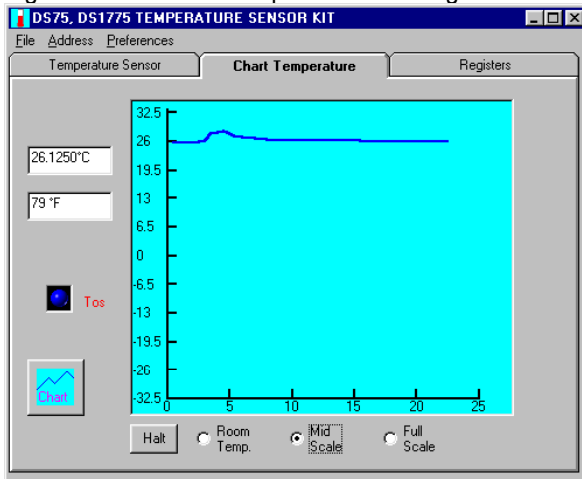 DS75, DS1775 TEMPERATURE SENSOR KIT
File Address Preferences
Temperature Sensor Chart Temperature Registers
32.5
26
19.5
13
6.5
0
-6.5
-13
-19.5
-26
-32.5
0 5 10 15 20 25
26.1250°C
79 °F
Tos
Chart
Halt
Room Temp.
Mid Scale
Full Scale